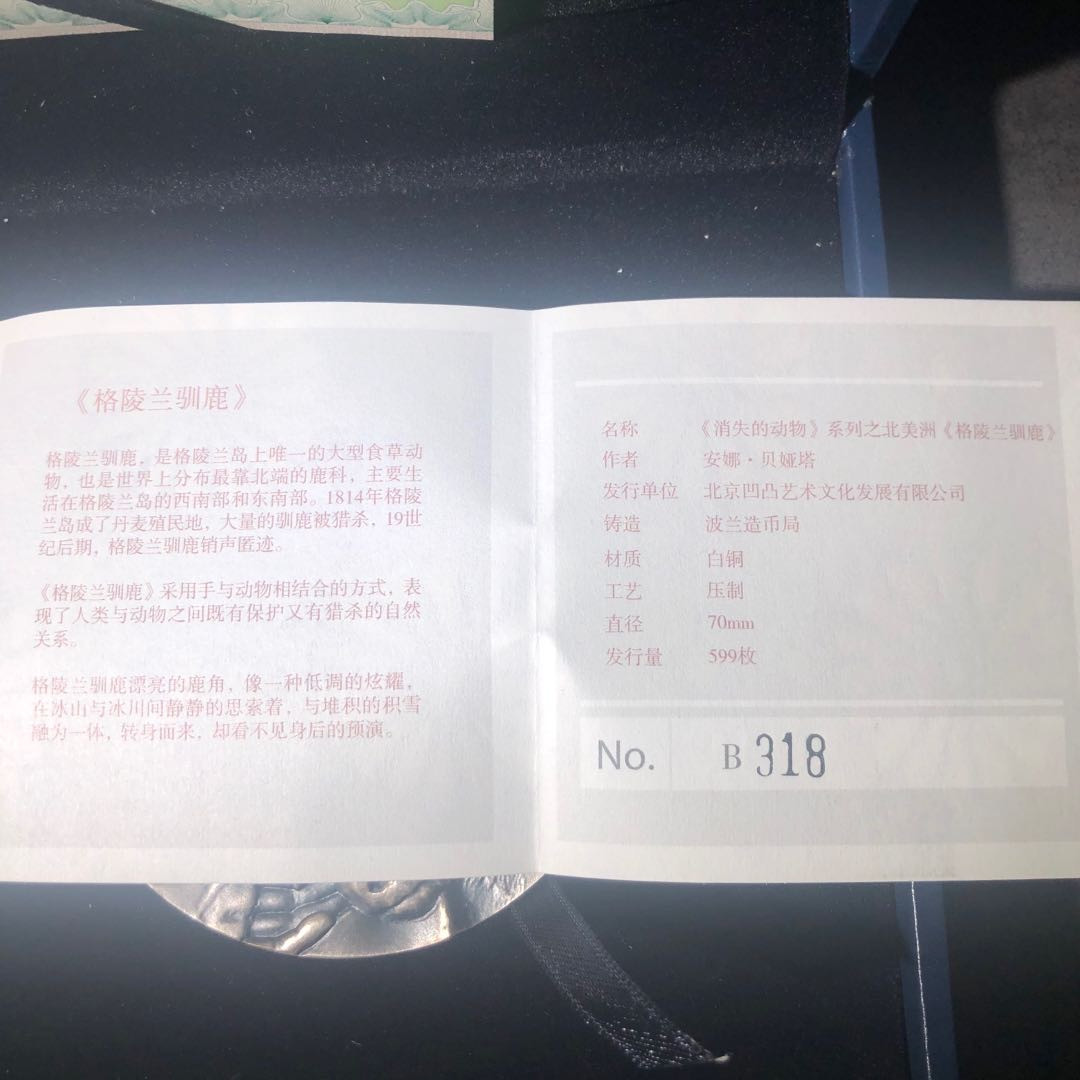 《格陵兰驯鹿》
格陵兰驯鹿，是格陵兰岛上唯一的大型食草动
物，也是世界上分布最靠北端的鹿科，主要生
活在格陵兰岛的西南部和东南部。1814年格陵
兰岛成了丹麦殖民地，大量的驯鹿被猎杀，19世
纪后期，格陵兰驯鹿销声匿迹。
《格陵兰驯鹿》采用手与动物相结合的方式，表
现了人类与动物之间既有保护又有猎杀的自然
关系。
格陵兰驯鹿漂亮的鹿角，像一种低调的炫耀，
在冰山与冰川间静静的思索着，与堆积的积雪
融为一体，转身而来，却看不见身后的预演。
名称 《消失的动物》系列之北美洲《格陵兰驯鹿》
作者 安娜·贝娅塔
发行单位 北京凹凸艺术文化发展有限公司
铸造 波兰造币局
材质 白铜
工艺 压制
直径 70mm
发行量 599枚
No. B 318